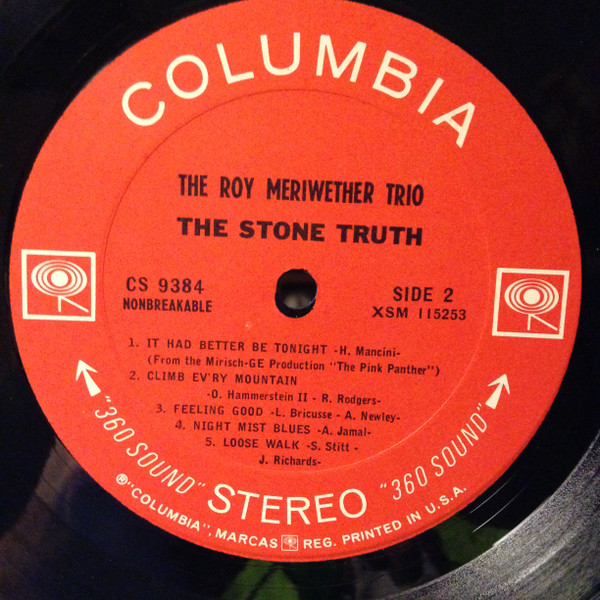 COLUMBIA
THE ROY MERIWETHER TRIO
THE STONE TRUTH
CS 9384
NONBREAKABLE
SIDE 2
XSM 115253
1. IT HAD BETTER BE TONIGHT -H. Mancini-
(From the Mirisch-GE Production "The Pink Panther")
2. CLIMB EV'RY MOUNTAIN
-O. Hammerstein II - R. Rodgers-
3. FEELING GOOD -L. Bricusse - A. Newley-
4. NIGHT MIST BLUES -A. Jamal-
5. LOOSE WALK -S. Stitt -
J. Richards-
"360 SOUND" STEREO "360 SOUND"
®"COLUMBIA", MARCAS REG. PRINTED IN U.S.A.